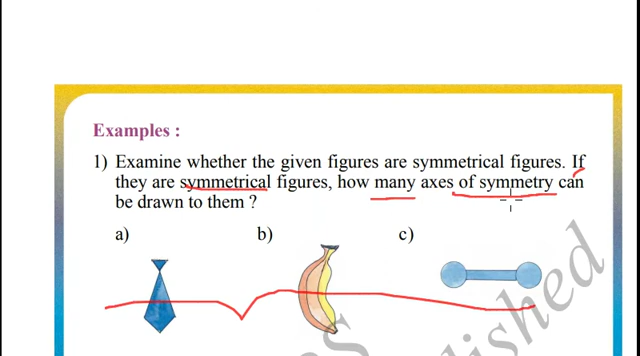 Examples :
1) Examine whether the given figures are symmetrical figures. If
they are symmetrical figures, how many axes of symmetry can
be drawn to them ?
a) b) c)